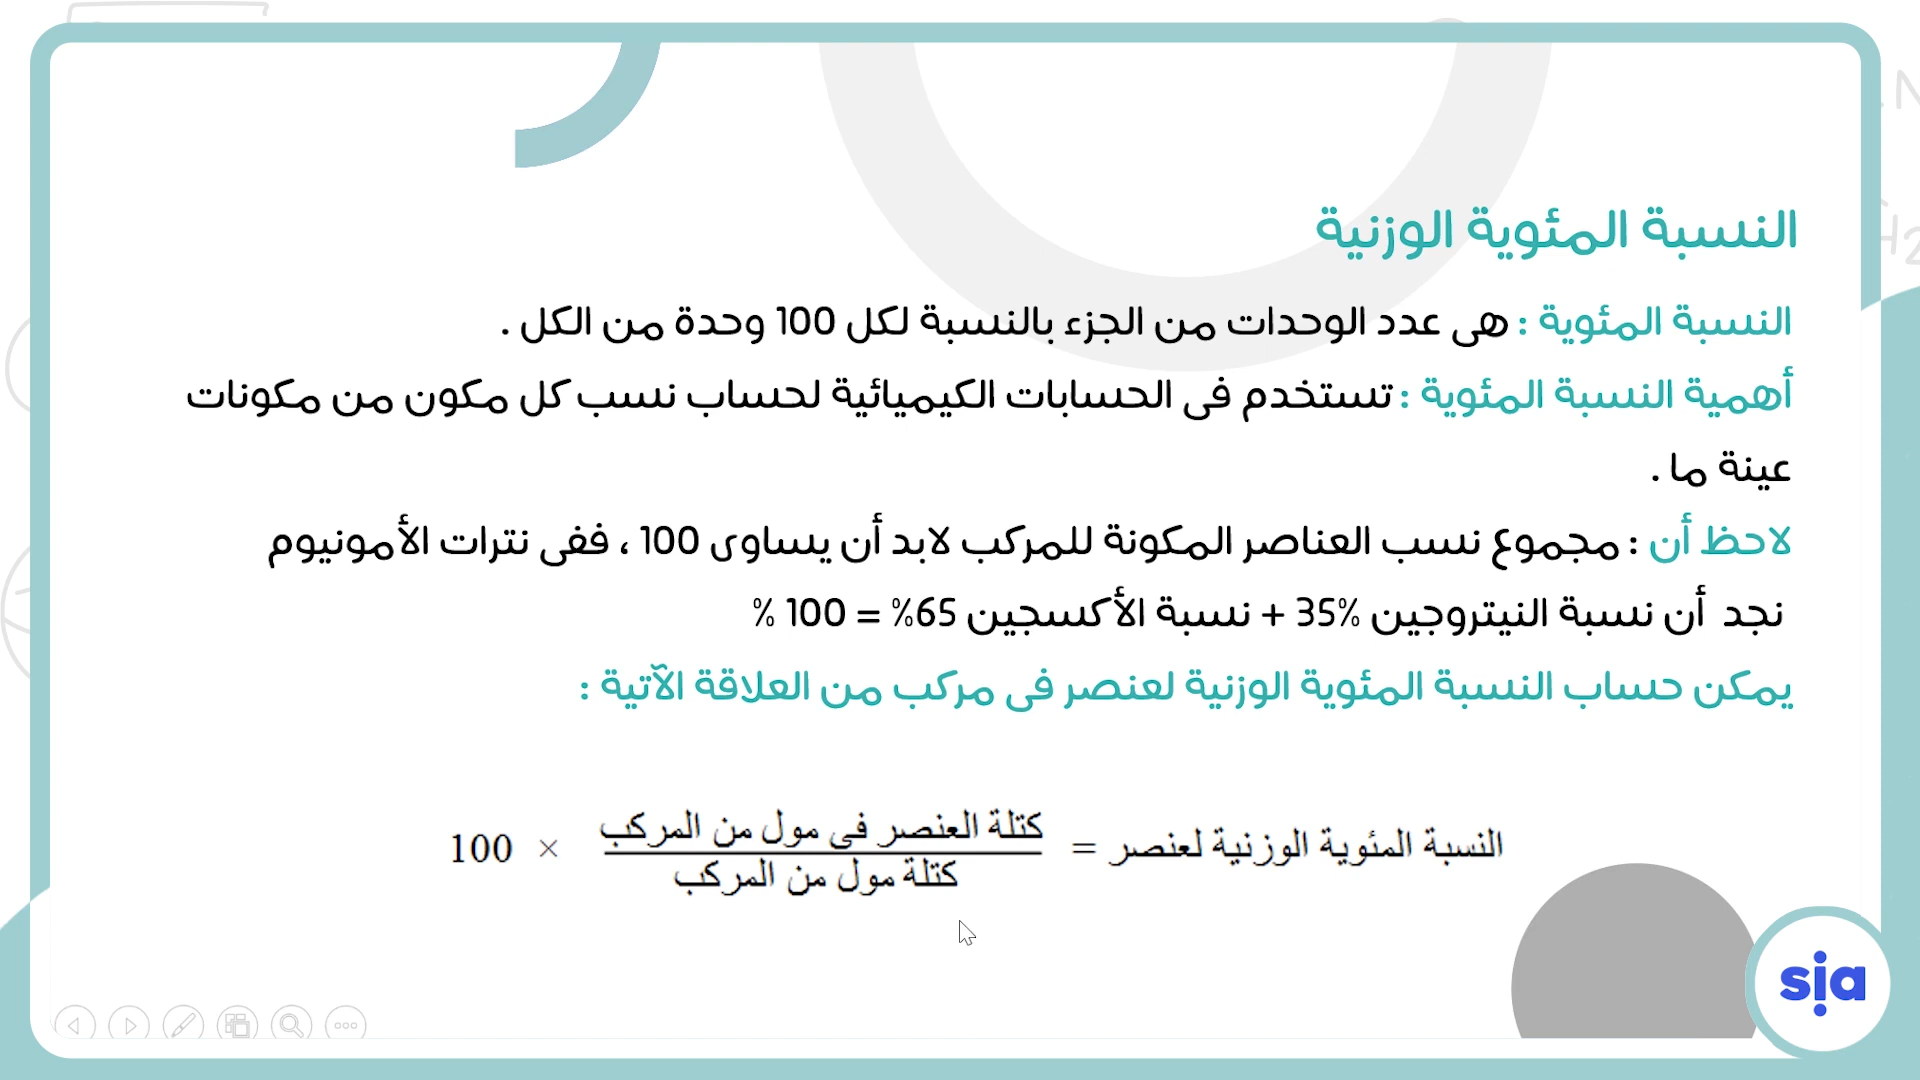 النسبة المئوية الوزنية
النسبة المئوية : هى عدد الوحدات من الجزء بالنسبة لكل 100 وحدة من الكل .
أهمية النسبة المئوية : تستخدم فى الحسابات الكيميائية لحساب نسب كل مكون من مكونات
عينة ما .
لاحظ أن : مجموع نسب العناصر المكونة للمركب لابد أن يساوى 100 ، ففى نترات الأمونيوم
نجد أن نسبة النيتروجين %35 + نسبة الأكسجين 65% = 100 %
يمكن حساب النسبة المئوية الوزنية لعنصر فى مركب من العلاقة الآتية :
كتلة العنصر فى مول من المركب
النسبة المئوية الوزنية لعنصر = × 100
كتلة مول من المركب
sia